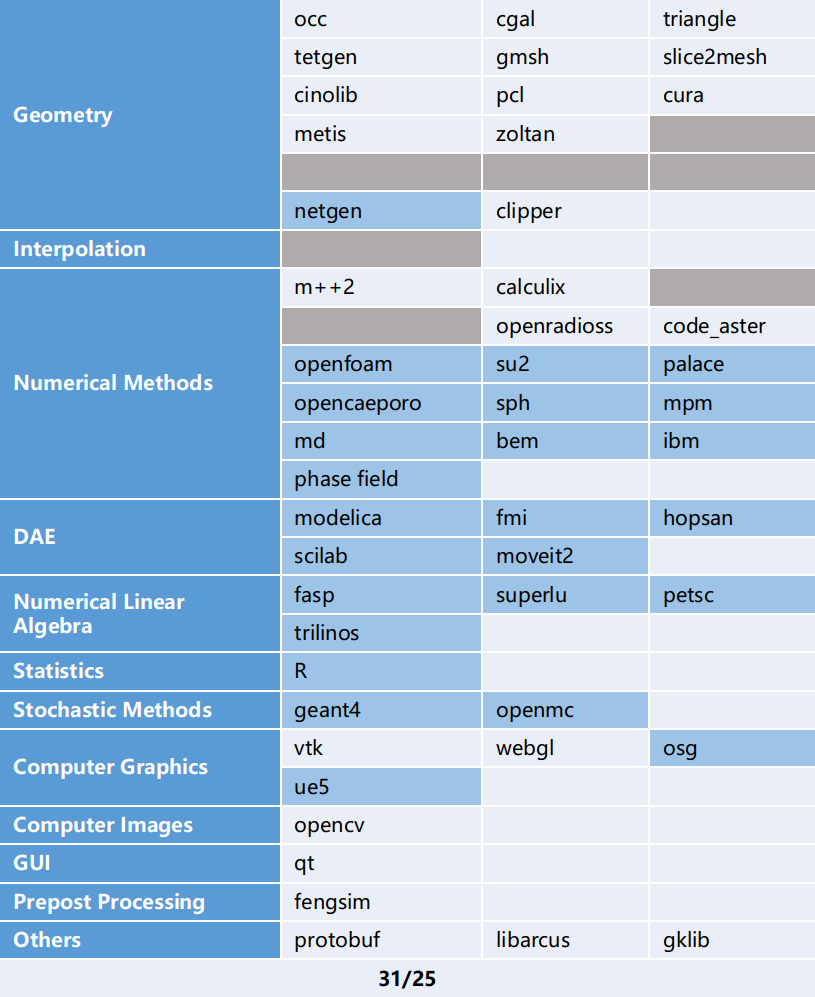 occ cgal triangle
tetgen gmsh slice2mesh
Geometry cinolib pcl cura
metis zoltan
netgen clipper
Interpolation
m++2 calculix
openradioss code_aster
Numerical Methods openfoam su2 palace
opencaeporo sph mpm
md bem ibm
phase field
DAE modelica fmi hopsan
scilab moveit2
Numerical Linear
Algebra
fasp superlu petsc
trilinos
Statistics R
Stochastic Methods geant4 openmc
Computer Graphics vtk webgl osg
ue5
Computer Images opencv
GUI qt
Prepost Processing fengsim
Others protobuf libarcus gklib
31/25